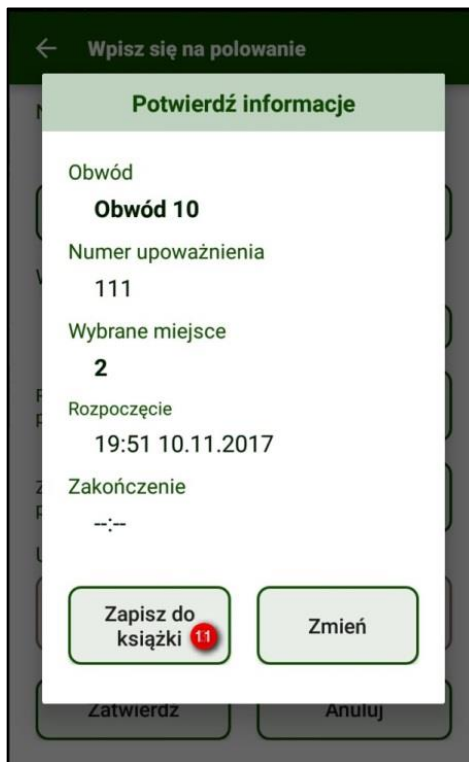 Wpisz się na polowanie
Potwierdź informacje
Obwód
Obwód 10
Numer upoważnienia
111
Wybrane miejsce
2
Rozpoczęcie
19:51 10.11.2017
Zakończenie
--:--
Zapisz do
książki 11
Zmień
Zatwierdź
Anuluj